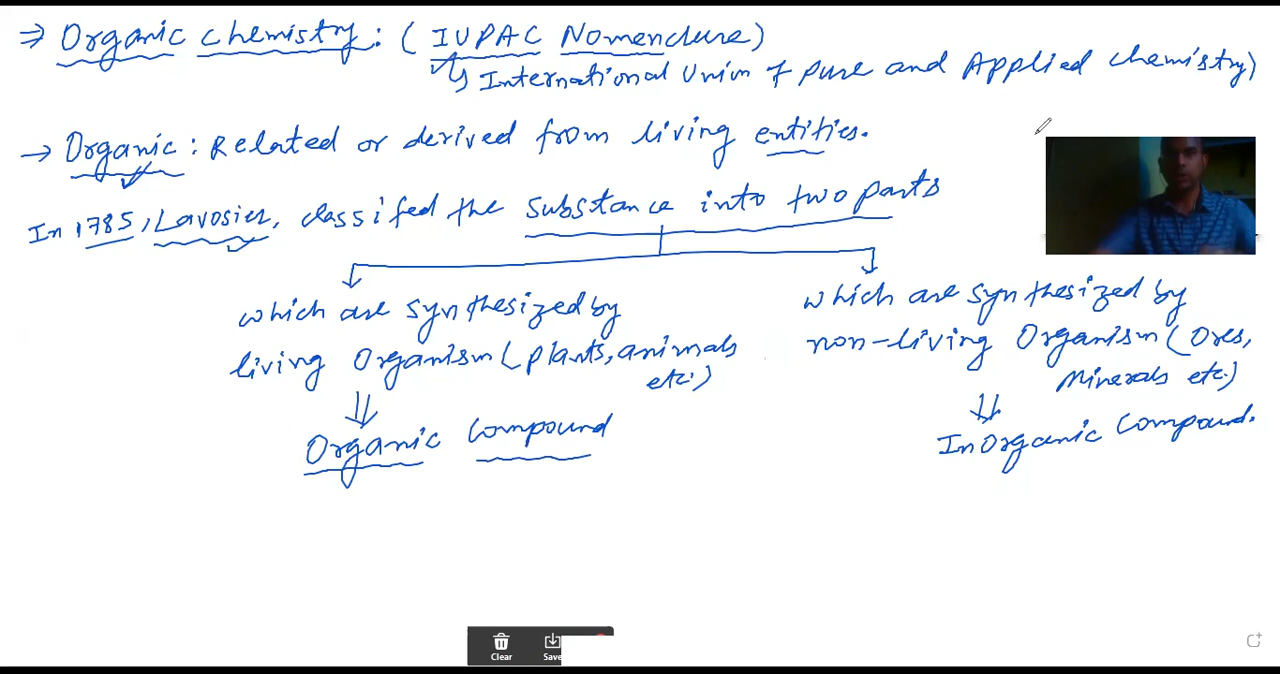 ⇒ Organic chemistry: (IUPAC Nomenclure)
↳ International Union of pure and Applied chemistry)
→ Organic: Related or derived from living entities.
In 1785, Lavosier, classifed the substance into two parts
which are synthesized by
living Organism (plants, animals
etc.)
⇓
Organic compound
which are synthesized by
non-living Organism (Ores,
Minerals etc.)
⇓
InOrganic compound.
Clear
Save